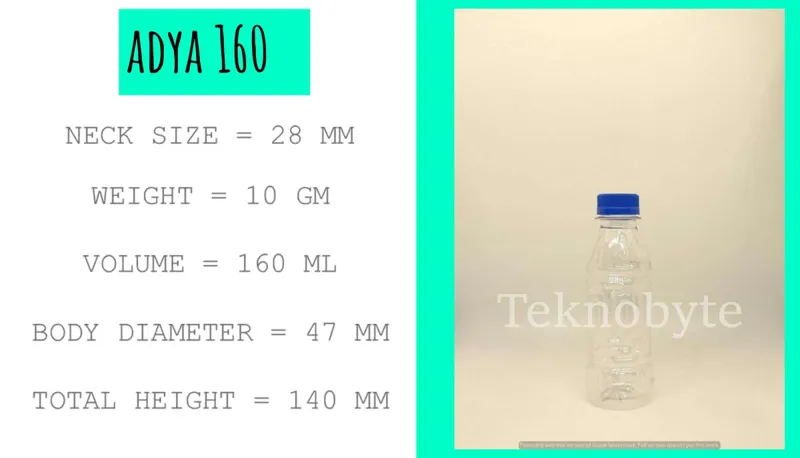 ADYA 160
NECK SIZE = 28 MM
WEIGHT = 10 GM
VOLUME = 160 ML
BODY DIAMETER = 47 MM
TOTAL HEIGHT = 140 MM
Teknobyte